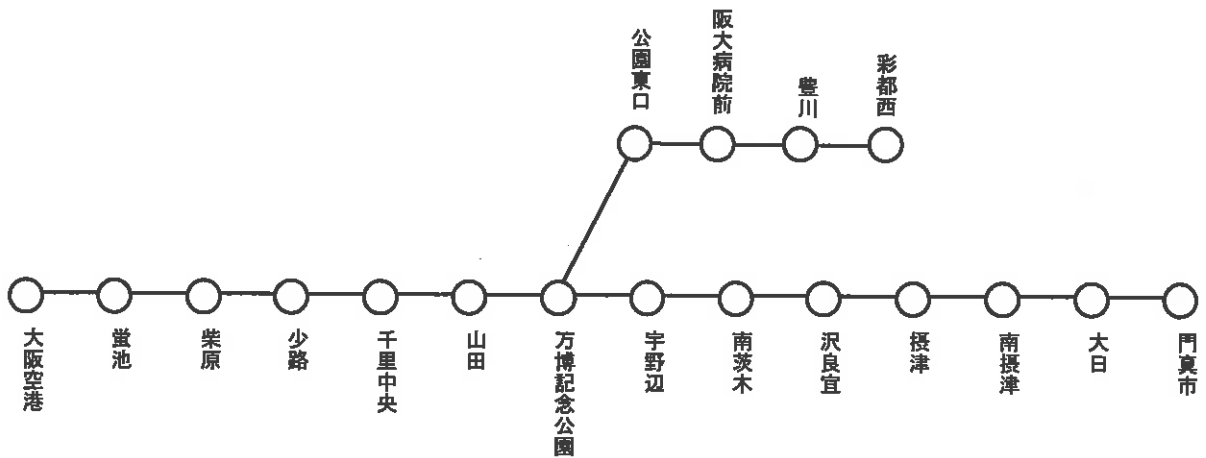 公園東口
阪大病院前
豊川
彩都西
大阪空港
蛍池
柴原
少路
千里中央
山田
万博記念公園
宇野辺
南茨木
沢良宜
摂津
南摂津
大日
門真市